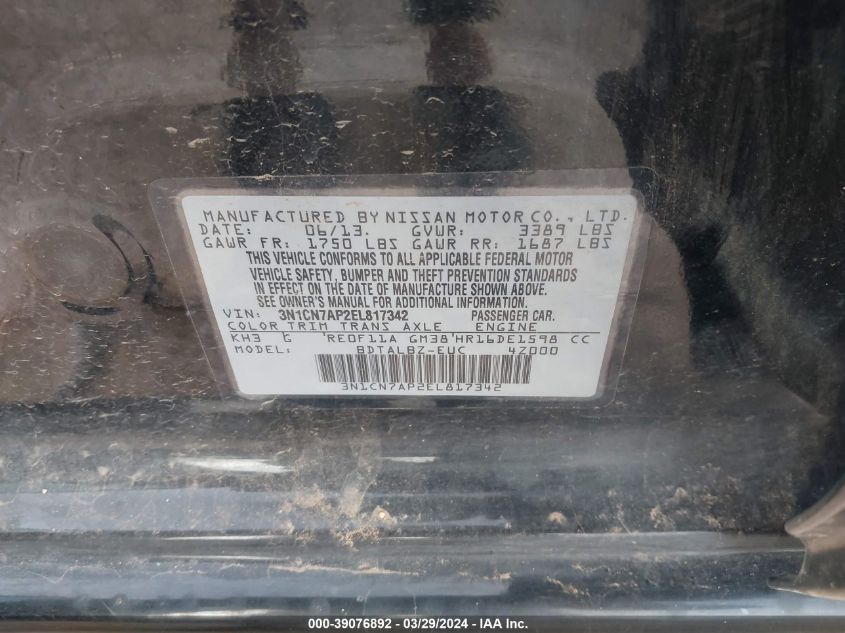 MANUFACTURED BY NISSAN MOTOR CO., LTD.
DATE: 06/13. GVWR: 3389 LBS
GAWR FR: 1750 LBS GAWR RR: 1687 LBS
THIS VEHICLE CONFORMS TO ALL APPLICABLE FEDERAL MOTOR
VEHICLE SAFETY, BUMPER AND THEFT PREVENTION STANDARDS
IN EFFECT ON THE DATE OF MANUFACTURE SHOWN ABOVE.
SEE OWNER'S MANUAL FOR ADDITIONAL INFORMATION.
VIN: 3N1CN7AP2EL817342 PASSENGER CAR.
COLOR TRIM TRANS AXLE ENGINE
KH3 G 'RE0F11A GM38'HR16DE1598 CC
MODEL: BDTALBZ-EUC 4Z000
3N1CN7AP2EL817342
000-39076892 - 03/29/2024 - IAA Inc.